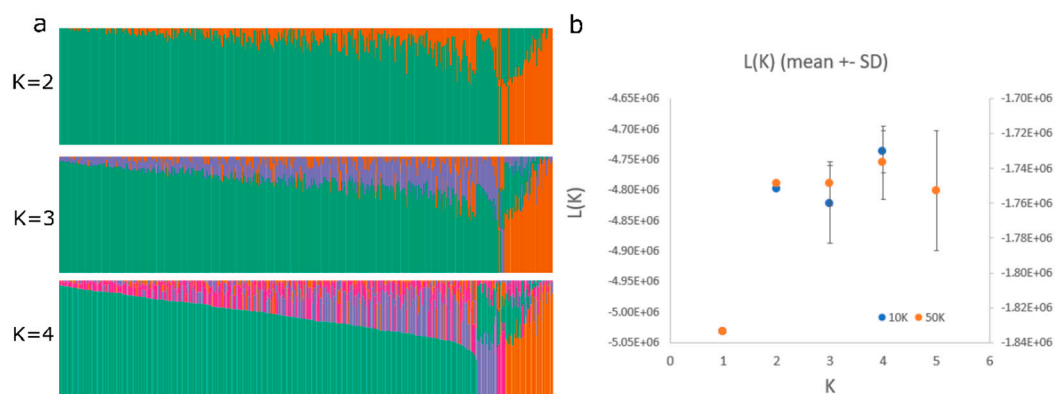 a
K=2
K=3
K=4
b
L(K) (mean +- SD)
L(K)
-4.65E+06
-4.70E+06
-4.75E+06
-4.80E+06
-4.85E+06
-4.90E+06
-4.95E+06
-5.00E+06
-5.05E+06
-1.70E+06
-1.72E+06
-1.74E+06
-1.76E+06
-1.78E+06
-1.80E+06
-1.82E+06
-1.84E+06
10K 50K
0 1 2 3 4 5 6
K